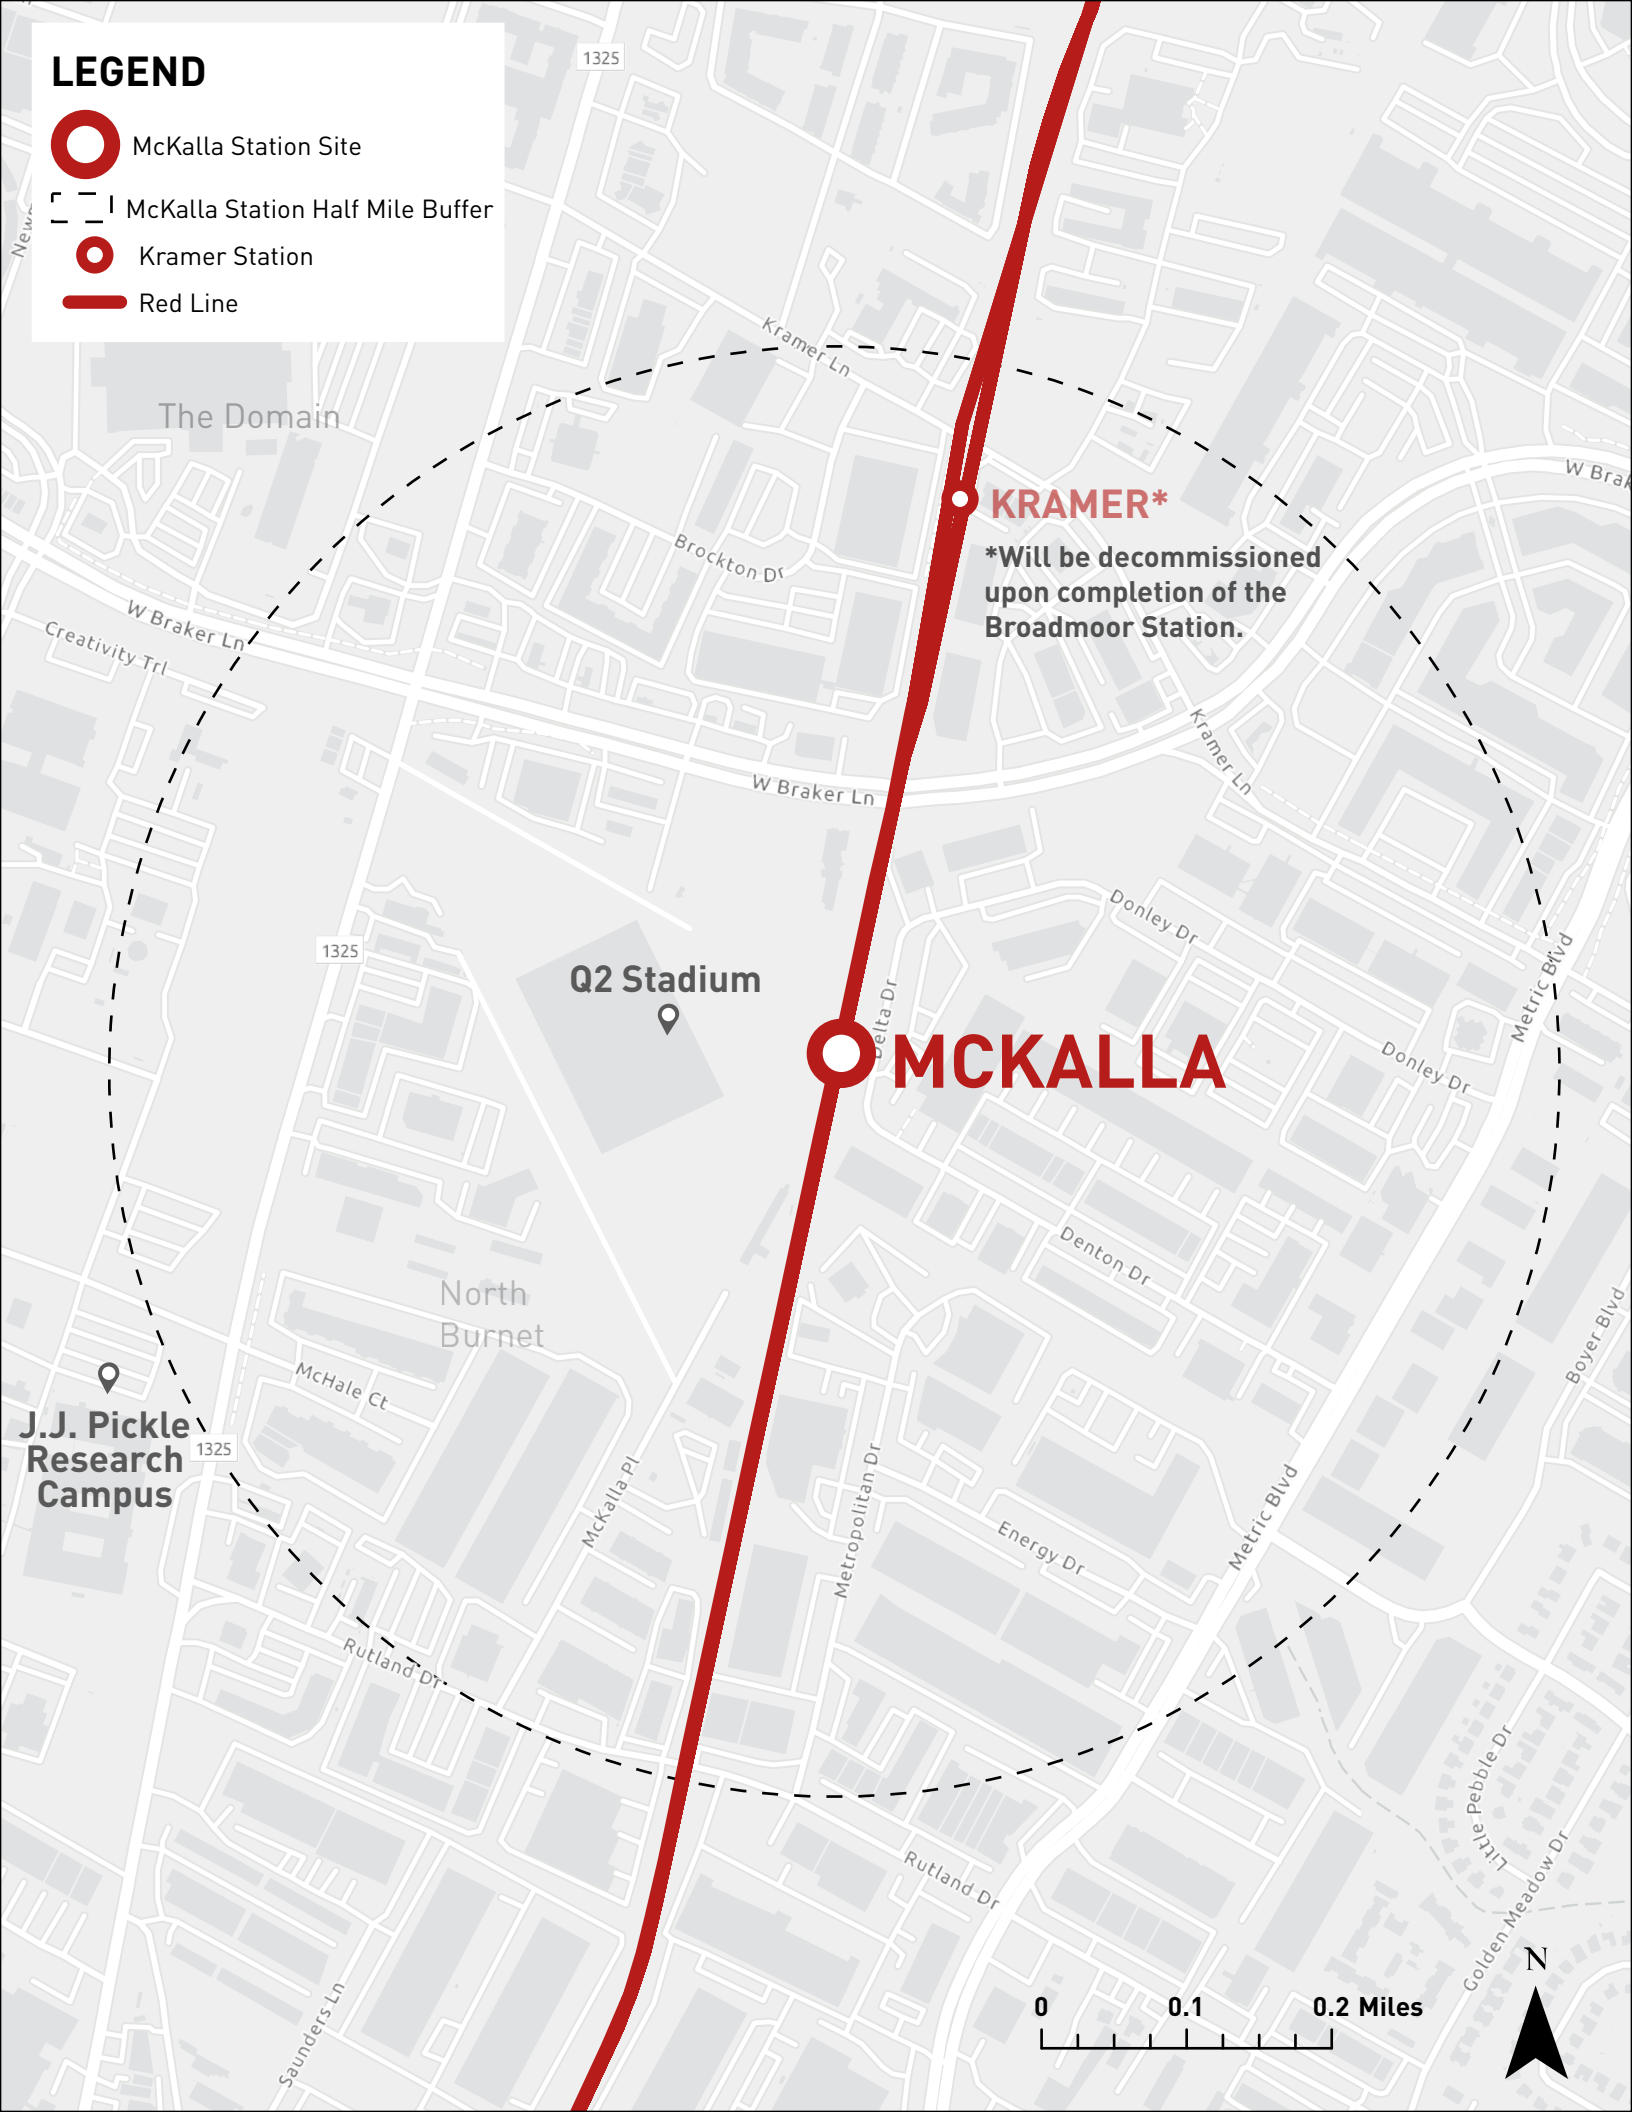 LEGEND
McKalla Station Site
McKalla Station Half Mile Buffer
Kramer Station
Red Line
1325
Kramer Ln
The Domain
W Brak
KRAMER*
*Will be decommissioned
upon completion of the
Broadmoor Station.
Brockton Dr
W Braker Ln
Creativity Trl
Kramer Ln
W Braker Ln
Donley Dr
1325
Q2 Stadium
Metric Blvd
Delta Dr
MCKALLA
Donley Dr
Denton Dr
North
Burnet
Boyer Blvd
McHale Ct
J.J. Pickle
Research
Campus
1325
McKalla Pl
Metropolitan Dr
Energy Dr
Metric Blvd
Rutland Dr
Little Pebble Dr
Rutland Dr
Golden Meadow Dr
Saunders Ln
N
0 0.1 0.2 Miles